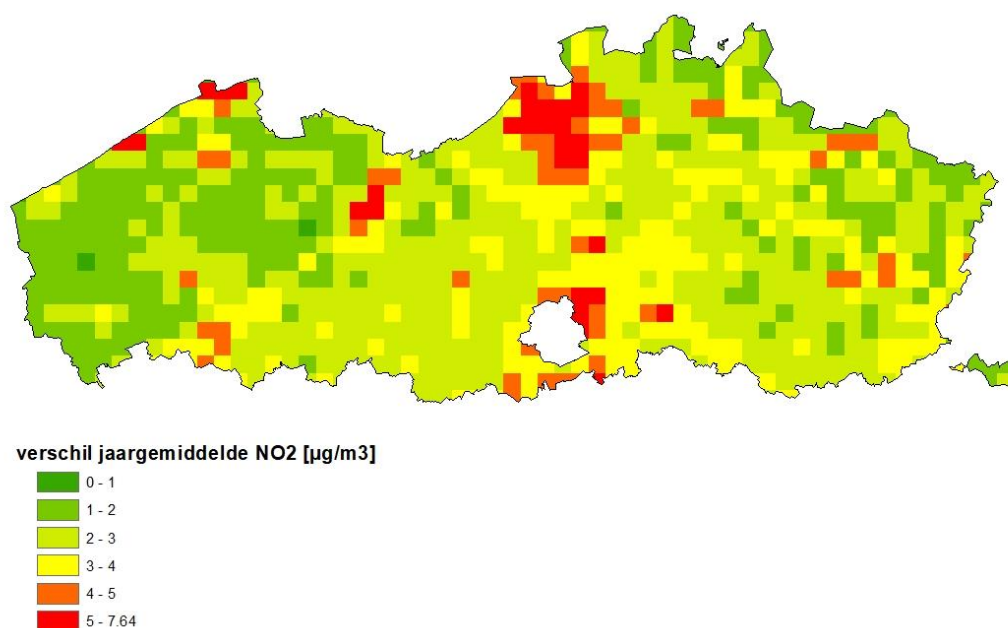 verschil jaargemiddelde NO2 [µg/m3]
0 - 1
1 - 2
2 - 3
3 - 4
4 - 5
5 - 7.64